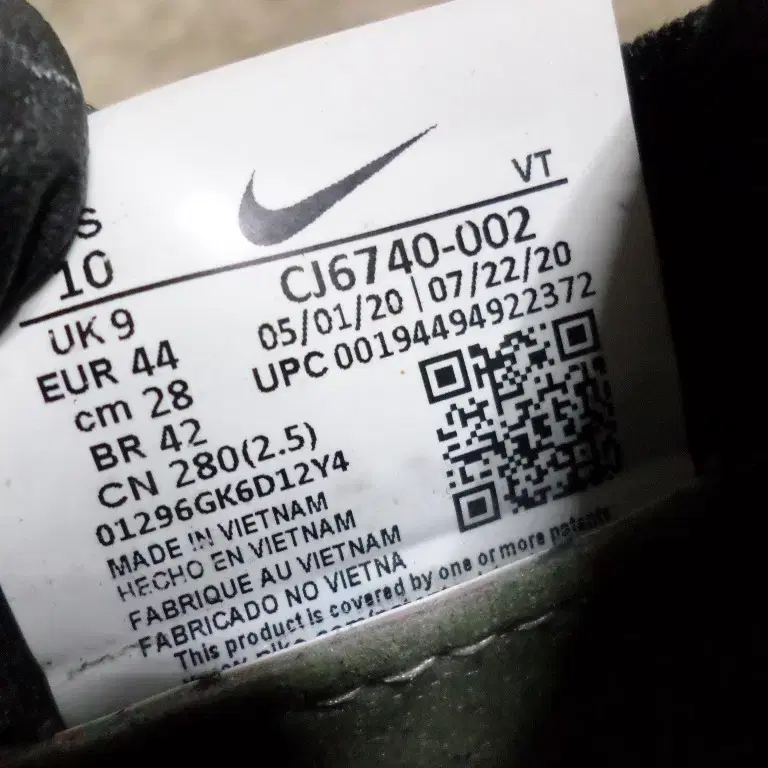 VT
S
10
CJ6740-002
UK 9
05/01/20 | 07/22/20
EUR 44
UPC 00194494922372
cm 28
BR 42
CN 280(2.5)
01296GK6D12Y4
MADE IN VIETNAM
HECHO EN VIETNAM
FABRIQUE AU VIETNAM
FABRICADO NO VIETNA
This product is covered by one or more patents